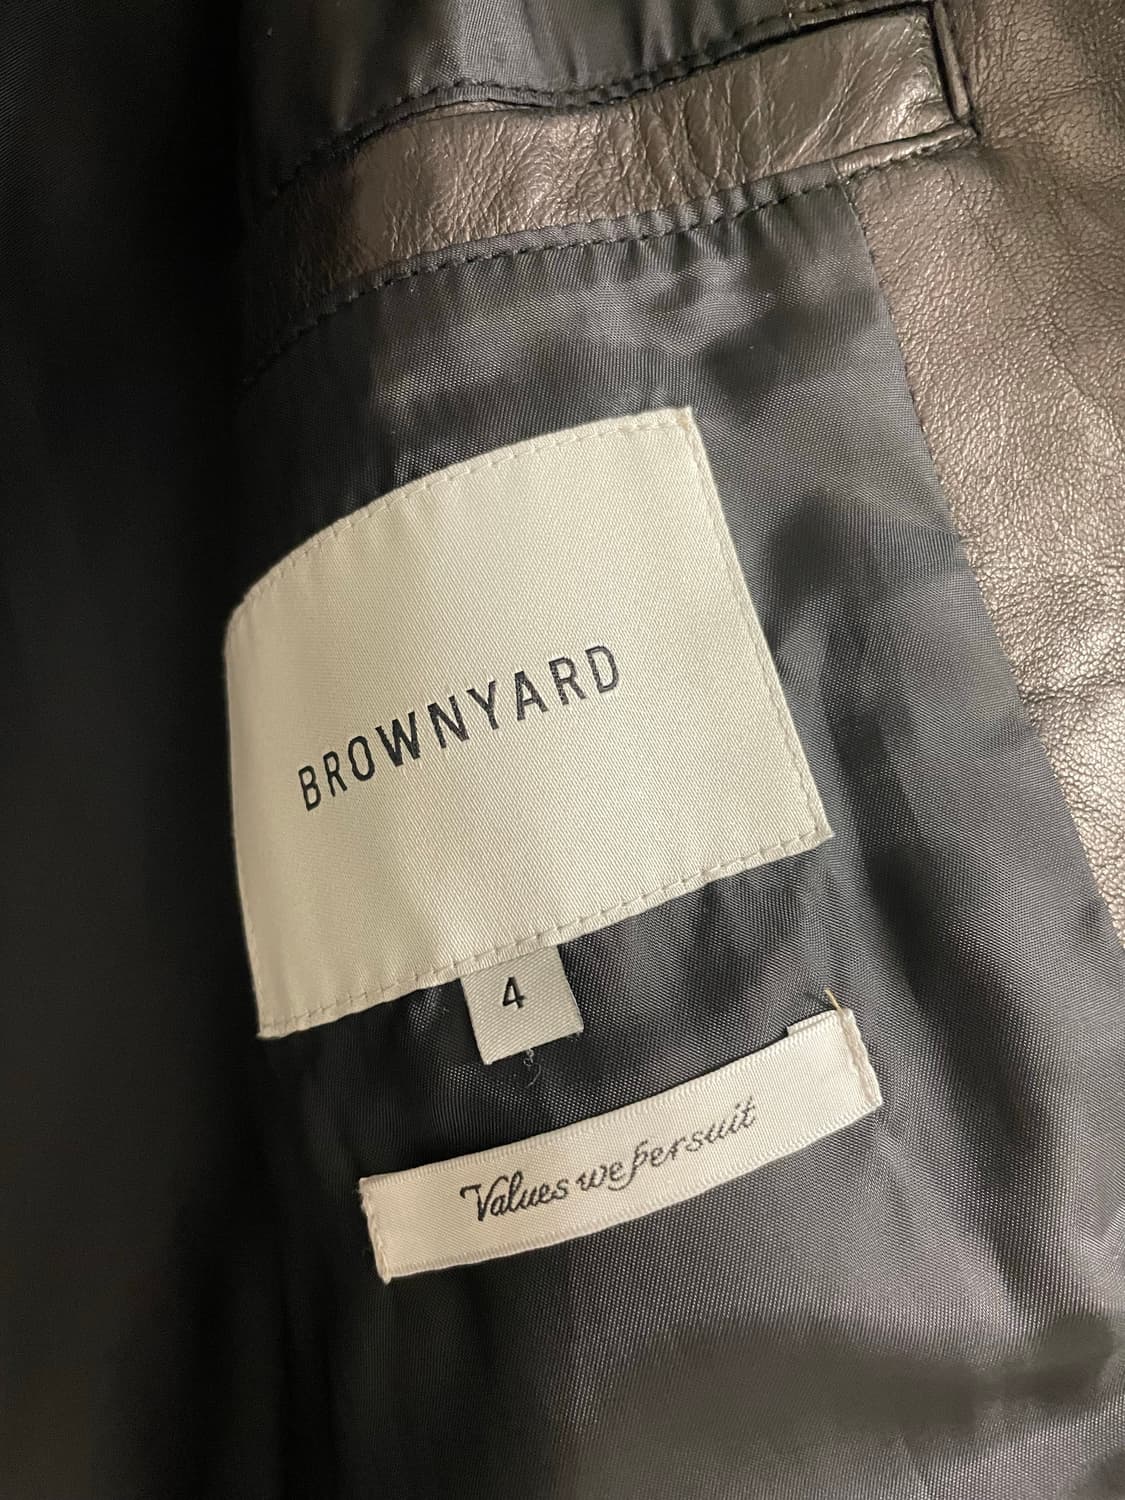 BROWNYARD
4
Values we persuit